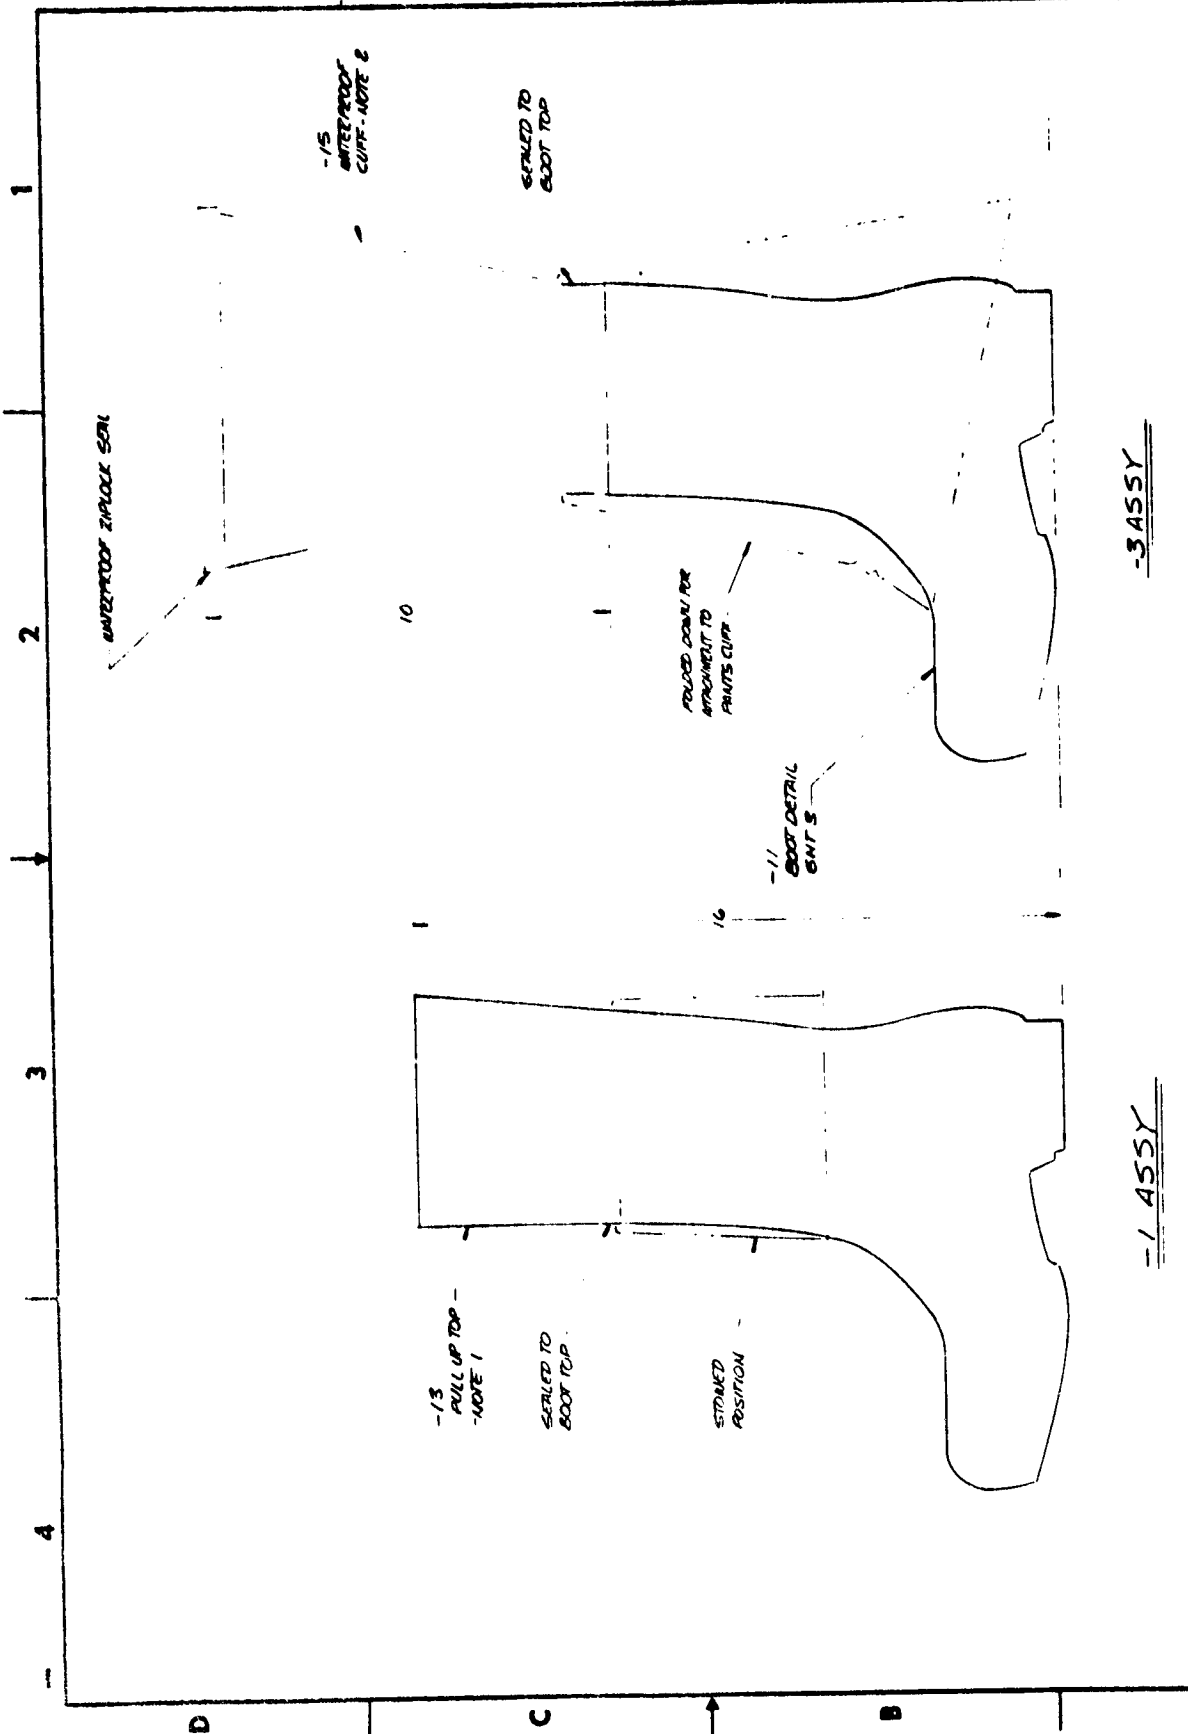 4
3
2
1
D
C
B
WATERPROOF ZIPLOCK SEAL
-15
WATERPROOF
CUFF - NOTE 2
SEALED TO
BOOT TOP
10
FOLDED DOWN FOR
ATTACHMENT TO
PANTS CUFF
-11
BOOT DETAIL
SHT 3
16
-13
PULL UP TOP -
-NOTE 1
SEALED TO
BOOT TOP
STOWED
POSITION
-1 ASSY
-3 ASSY